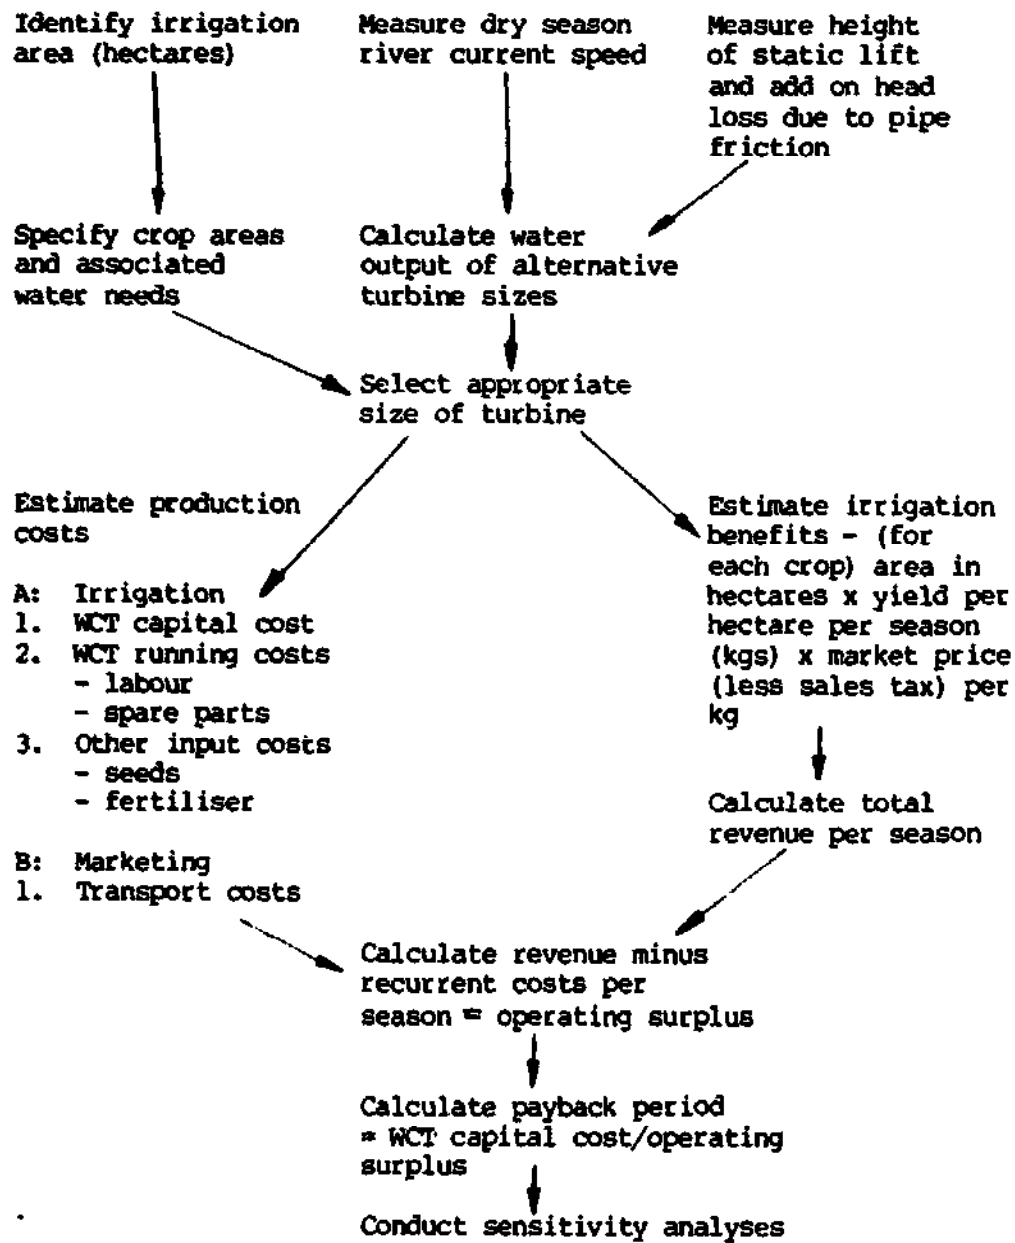 Identify irrigation
area (hectares)
Measure dry season
river current speed
Measure height
of static lift
and add on head
loss due to pipe
friction
Specify crop areas
and associated
water needs
Calculate water
output of alternative
turbine sizes
Select appropriate
size of turbine
Estimate production
costs
A: Irrigation
1. WCT capital cost
2. WCT running costs
- labour
- spare parts
3. Other input costs
- seeds
- fertiliser
B: Marketing
1. Transport costs
Estimate irrigation
benefits - (for
each crop) area in
hectares x yield per
hectare per season
(kgs) x market price
(less sales tax) per
kg
Calculate total
revenue per season
Calculate revenue minus
recurrent costs per
season = operating surplus
Calculate payback period
= WCT capital cost/operating
surplus
Conduct sensitivity analyses